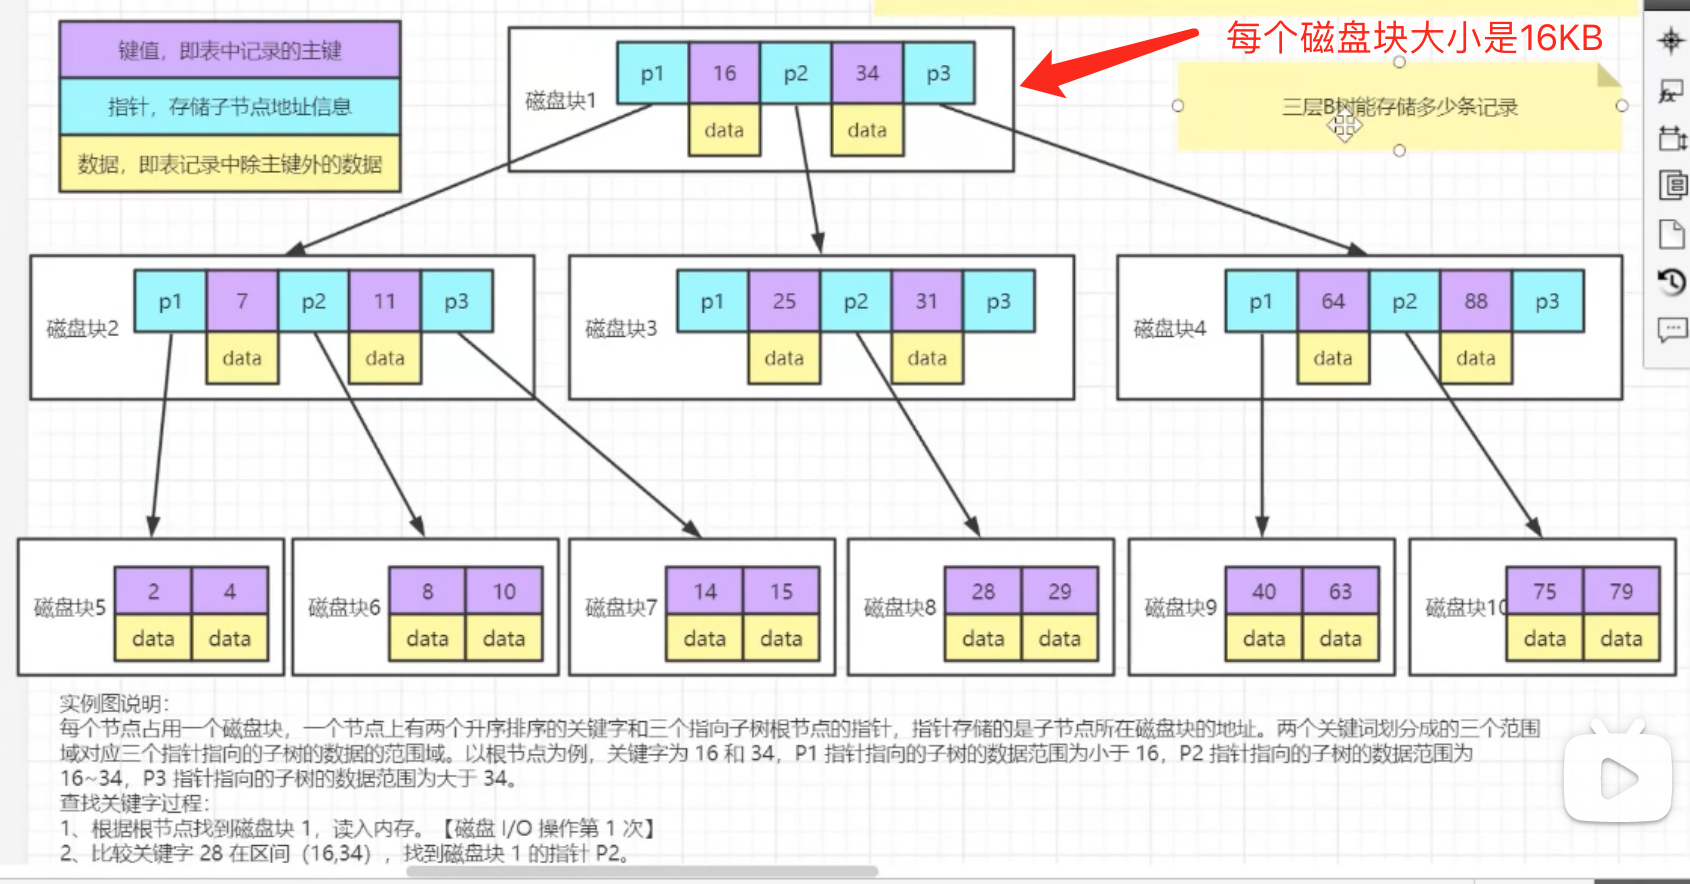 键值，即表中记录的主键
指针，存储子节点地址信息
数据，即表记录中除主键外的数据
每个磁盘块大小是16KB
三层B树能存储多少条记录
磁盘块1
p1 16 p2 34 p3
data data
磁盘块2
p1 7 p2 11 p3
data data
磁盘块3
p1 25 p2 31 p3
data data
磁盘块4
p1 64 p2 88 p3
data data
磁盘块5
2 4
data data
磁盘块6
8 10
data data
磁盘块7
14 15
data data
磁盘块8
28 29
data data
磁盘块9
40 63
data data
磁盘块10
75 79
data data
实例图说明：
每个节点占用一个磁盘块，一个节点上有两个升序排序的关键字和三个指向子树根节点的指针，指针存储的是子节点所在磁盘块的地址。两个关键词划分成的三个范围
域对应三个指针指向的子树的数据的范围域。以根节点为例，关键字为 16 和 34，P1 指针指向的子树的数据范围为小于 16，P2 指针指向的子树的数据范围为
16~34，P3 指针指向的子树的数据范围为大于 34。
查找关键字过程：
1、根据根节点找到磁盘块 1，读入内存。【磁盘 I/O 操作第 1 次】
2、比较关键字 28 在区间（16,34），找到磁盘块 1 的指针 P2。